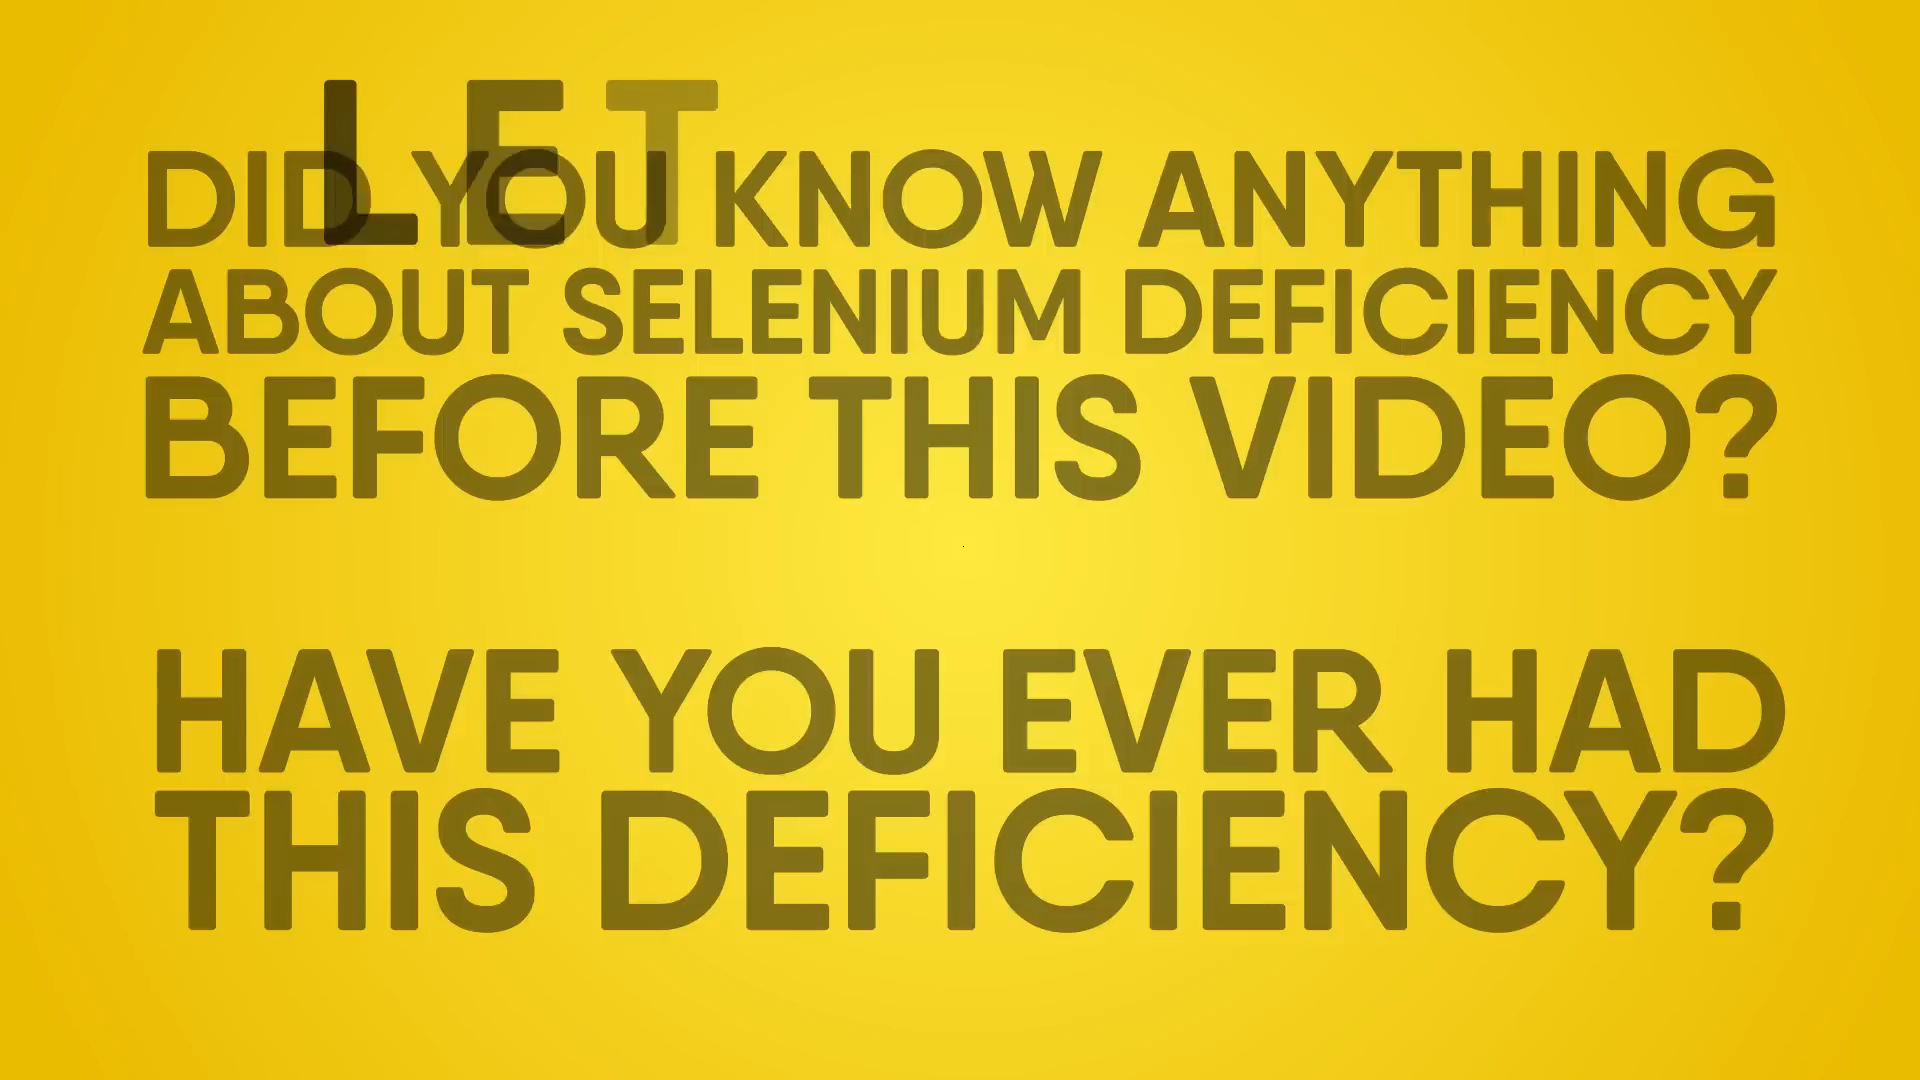 LET
DID YOU KNOW ANYTHING
ABOUT SELENIUM DEFICIENCY
BEFORE THIS VIDEO?
HAVE YOU EVER HAD
THIS DEFICIENCY?